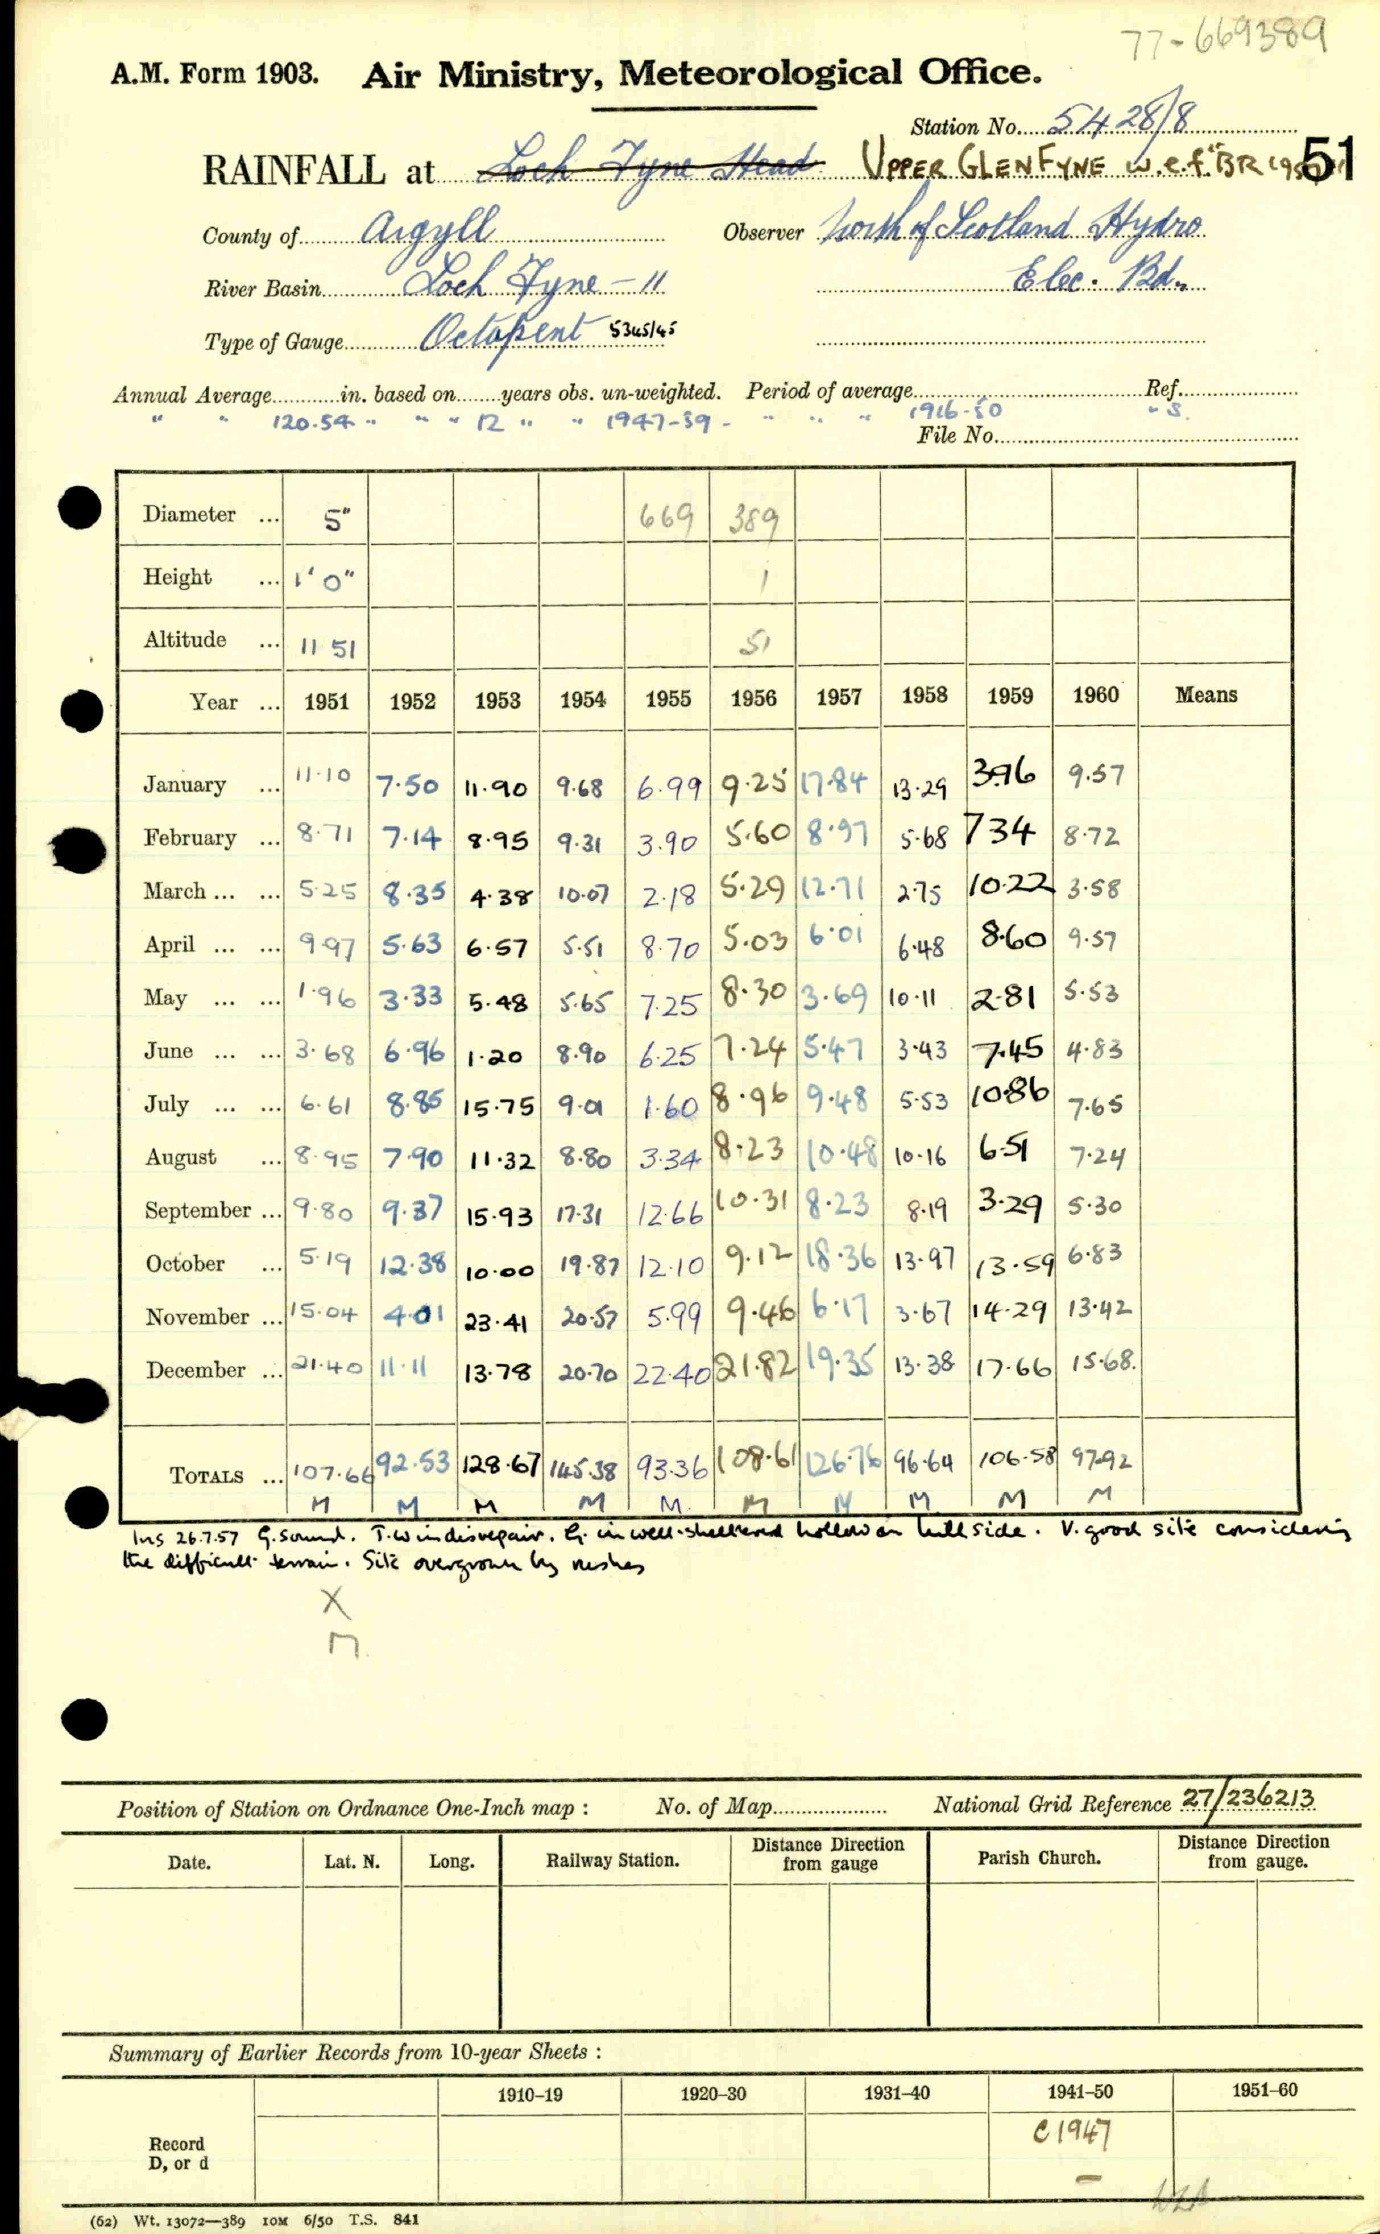 77-669389
A.M. Form 1903. Air Ministry, Meteorological Office.
Station No. 5428/8
RAINFALL at Loch Fyne Head UPPER GLEN FYNE w.e.f. "BR 195 51
County of Argyll Observer North of Scotland Hydro
River Basin Loch Fyne - 11 Elec. Bd.
Type of Gauge Octapent 5345/45
Annual Average in. based on years obs. un-weighted. Period of average Ref.
" " 120.54 " " " 12 " " 1947-59 - " " " 1916-50 " S.
File No.
Diameter ... 5" 669 389
Height ... 1' 0" 1
Altitude ... 1151 51
Year ... 1951 1952 1953 1954 1955 1956 1957 1958 1959 1960 Means
January ... 11.10 7.50 11.90 9.68 6.99 9.25 17.84 13.29 3.96 9.57
February ... 8.71 7.14 8.95 9.31 3.90 5.60 8.97 5.68 7 34 8.72
March ... ... 5.25 8.35 4.38 10.07 2.18 5.29 12.71 2.75 10.22 3.58
April ... ... 9.97 5.63 6.57 5.51 8.70 5.03 6.01 6.48 8.60 9.57
May ... ... 1.96 3.33 5.48 5.65 7.25 8.30 3.69 10.11 2.81 5.53
June ... ... 3.68 6.96 1.20 8.90 6.25 7.24 5.47 3.43 7.45 4.83
July ... ... 6.61 8.85 15.75 9.01 1.60 8.96 9.48 5.53 10.86 7.65
August ... 8.95 7.90 11.32 8.80 3.34 8.23 10.48 10.16 6.51 7.24
September ... 9.80 9.37 15.93 17.31 12.66 10.31 8.23 8.19 3.29 5.30
October ... 5.19 12.38 10.00 19.87 12.10 9.12 18.36 13.97 13.59 6.83
November ... 15.04 4.01 23.41 20.57 5.99 9.46 6.17 3.67 14.29 13.42
December ... 21.40 11.11 13.78 20.70 22.40 21.82 19.35 13.38 17.66 15.68.
TOTALS ... 107.66 92.53 128.67 145.38 93.36 108.61 126.76 96.64 106.58 97.92
M M M M M. M M M M M
Ins 26.7.57 G. sound. T.W in disrepair. G. in well-sheltered hollow on hill side. V. good site considering
the difficult terrain. Site overgrown by rushes
X
M
Position of Station on Ordnance One-Inch map : No. of Map National Grid Reference 27/236213
Date. Lat. N. Long. Railway Station. Distance Direction from gauge Parish Church. Distance Direction from gauge.
Summary of Earlier Records from 10-year Sheets :
1910-19 1920-30 1931-40 1941-50 1951-60
Record C1947
D, or d -
(62) Wt. 13072—389 10M 6/50 T.S. 841